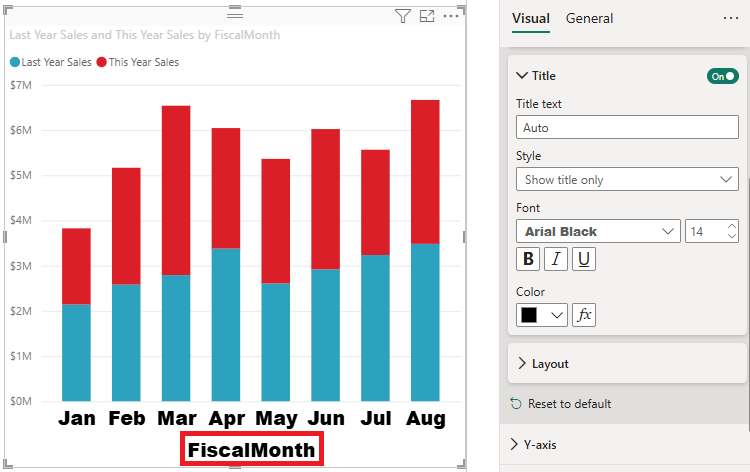 Last Year Sales and This Year Sales by FiscalMonth
Last Year Sales This Year Sales
$7M
$6M
$5M
$4M
$3M
$2M
$1M
$0M
Jan Feb Mar Apr May Jun Jul Aug
FiscalMonth
Visual General
Title On
Title text
Auto
Style
Show title only
Font
Arial Black 14
B I U
Color
fx
Layout
Reset to default
Y-axis